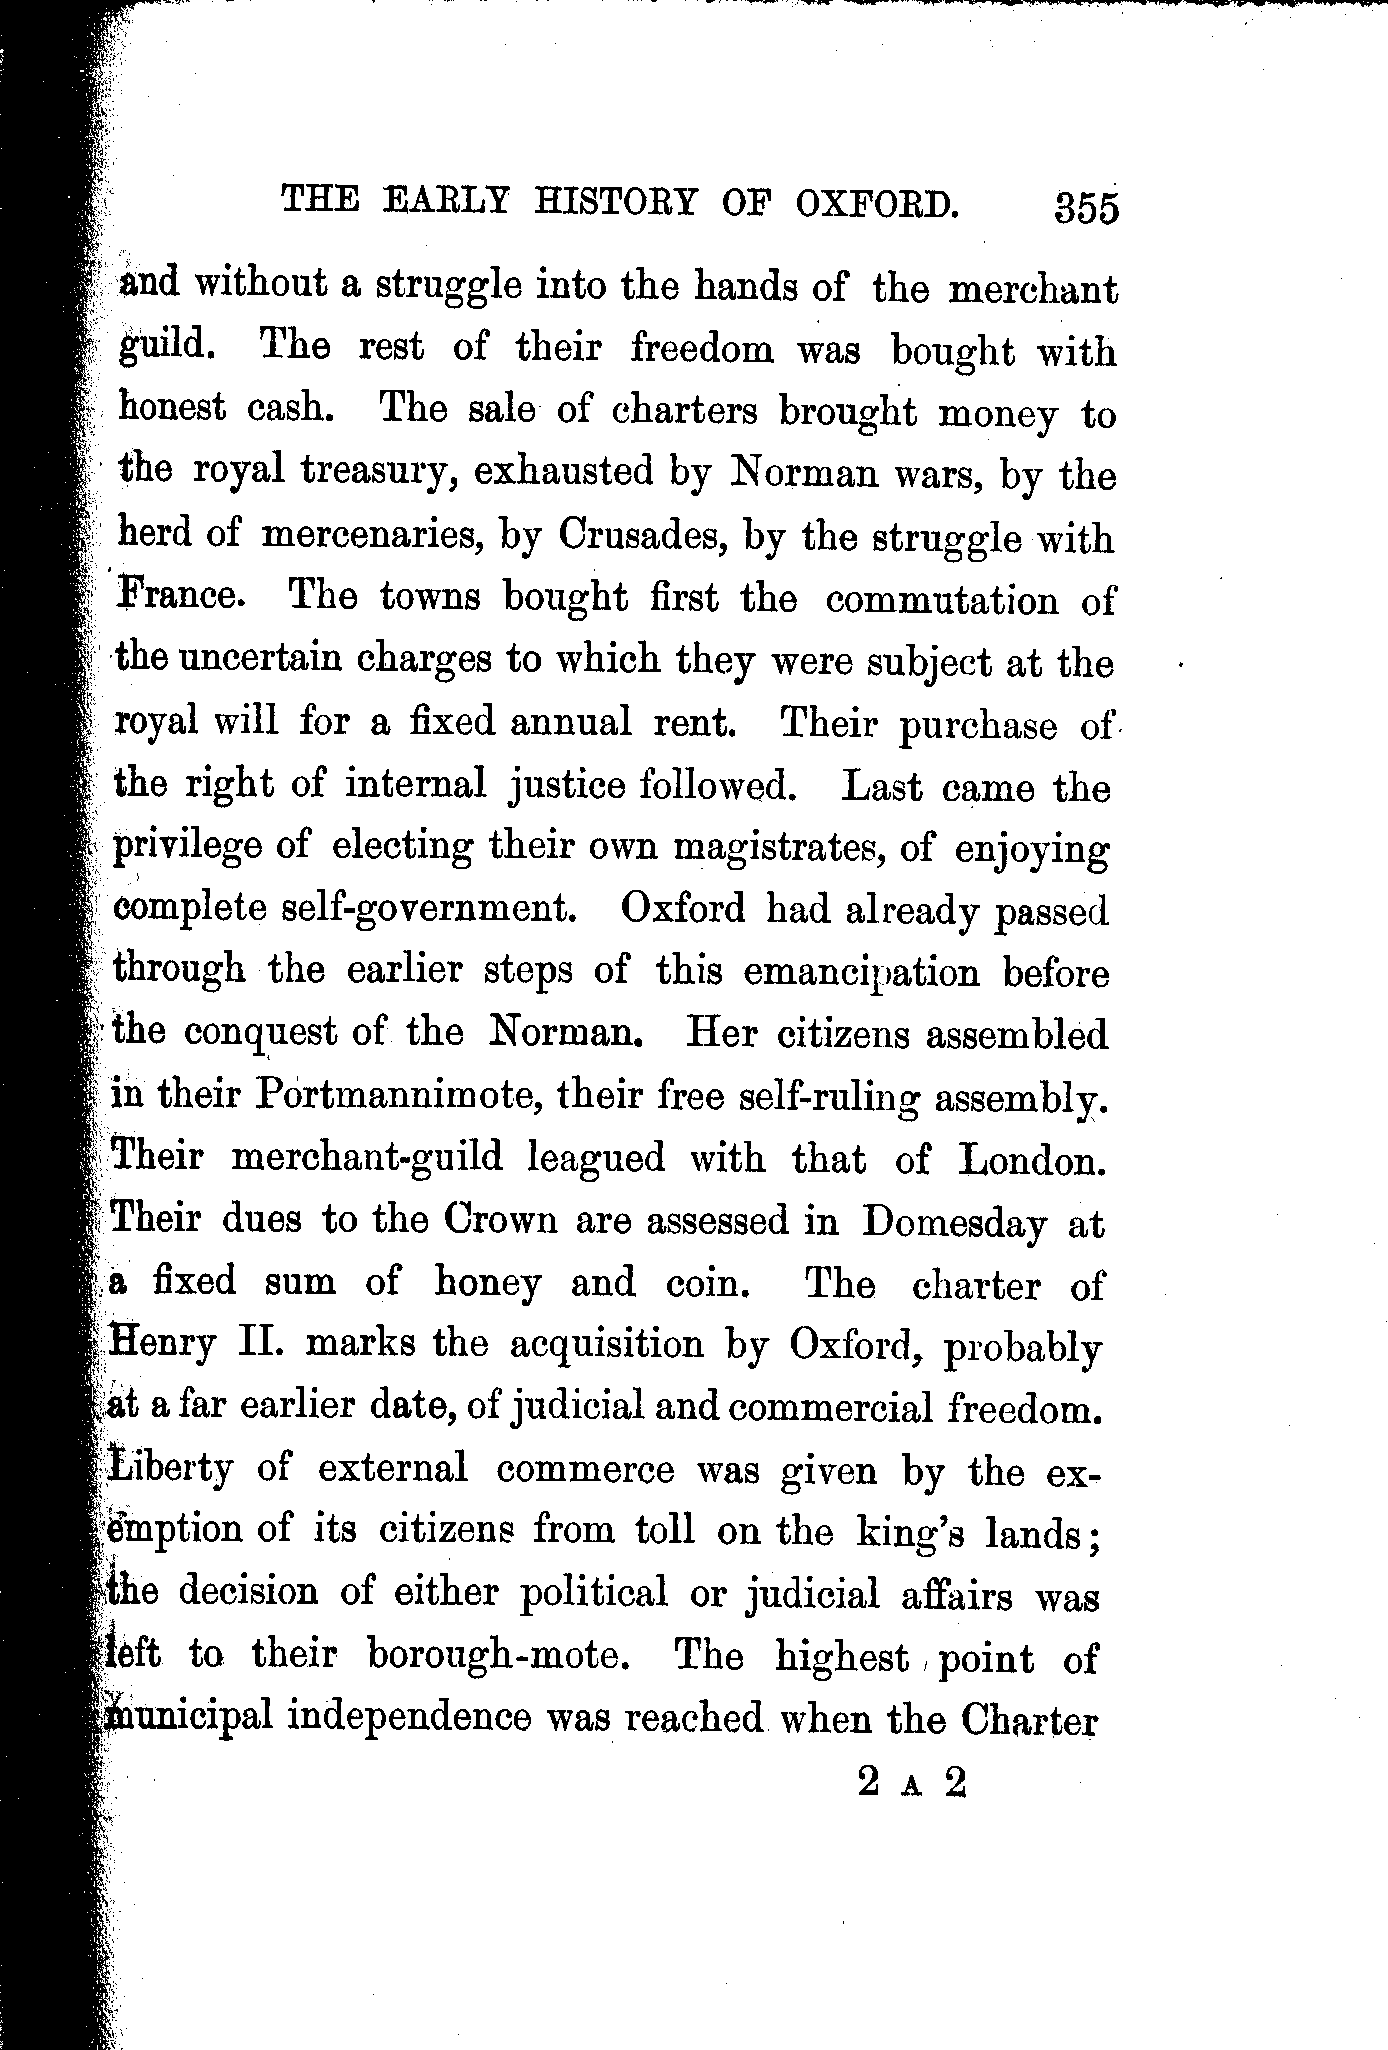 THE EARLY HISTORY OF OXFORD. 355
and without a struggle into the hands of the merchant
guild. The rest of their freedom was bought with
honest cash. The sale of charters brought money to
the royal treasury, exhausted by Norman wars, by the
herd of mercenaries, by Crusades, by the struggle with
France. The towns bought first the commutation of
the uncertain charges to which they were subject at the
royal will for a fixed annual rent. Their purchase of
the right of internal justice followed. Last came the
privilege of electing their own magistrates, of enjoying
complete self-government. Oxford had already passed
through the earlier steps of this emancipation before
the conquest of the Norman. Her citizens assembled
in their Portmannimote, their free self-ruling assembly.
Their merchant-guild leagued with that of London.
Their dues to the Crown are assessed in Domesday at
a fixed sum of honey and coin. The charter of
Henry II. marks the acquisition by Oxford, probably
at a far earlier date, of judicial and commercial freedom.
Liberty of external commerce was given by the ex-
emption of its citizens from toll on the king's lands;
the decision of either political or judicial affairs was
left to their borough-mote. The highest point of
municipal independence was reached when the Charter
2 A 2